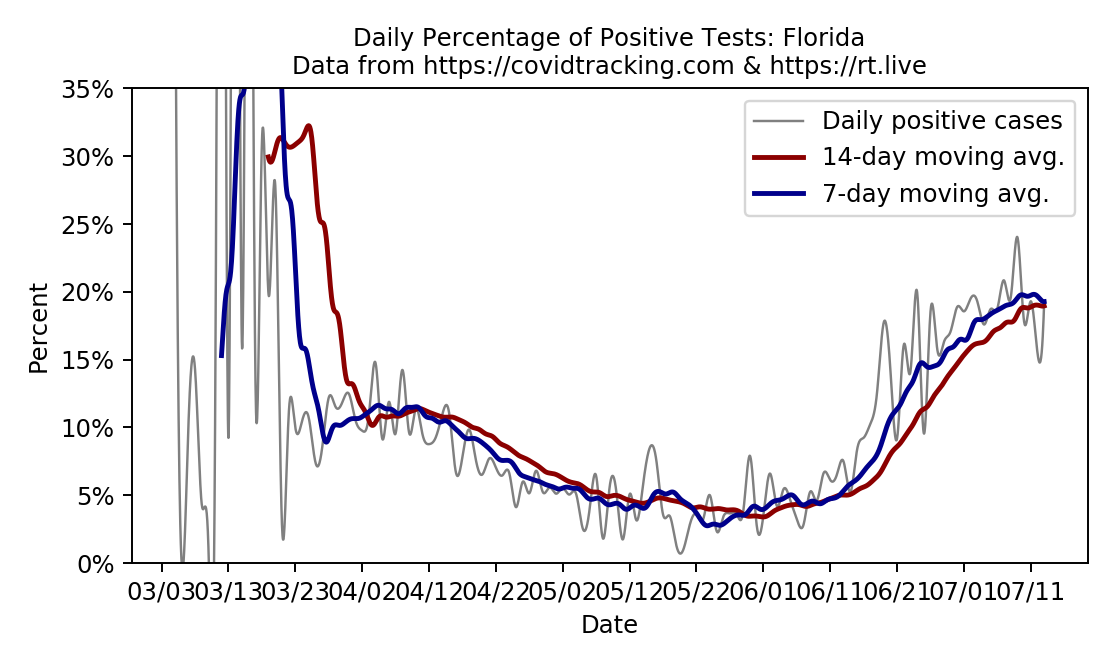 Daily Percentage of Positive Tests: Florida
Data from https://covidtracking.com & https://rt.live
35%
30%
25%
20%
15%
10%
5%
0%
Percent
Daily positive cases
14-day moving avg.
7-day moving avg.
03/03 03/13 03/23 04/02 04/12 04/22 05/02 05/12 05/22 06/01 06/11 06/21 07/01 07/11
Date